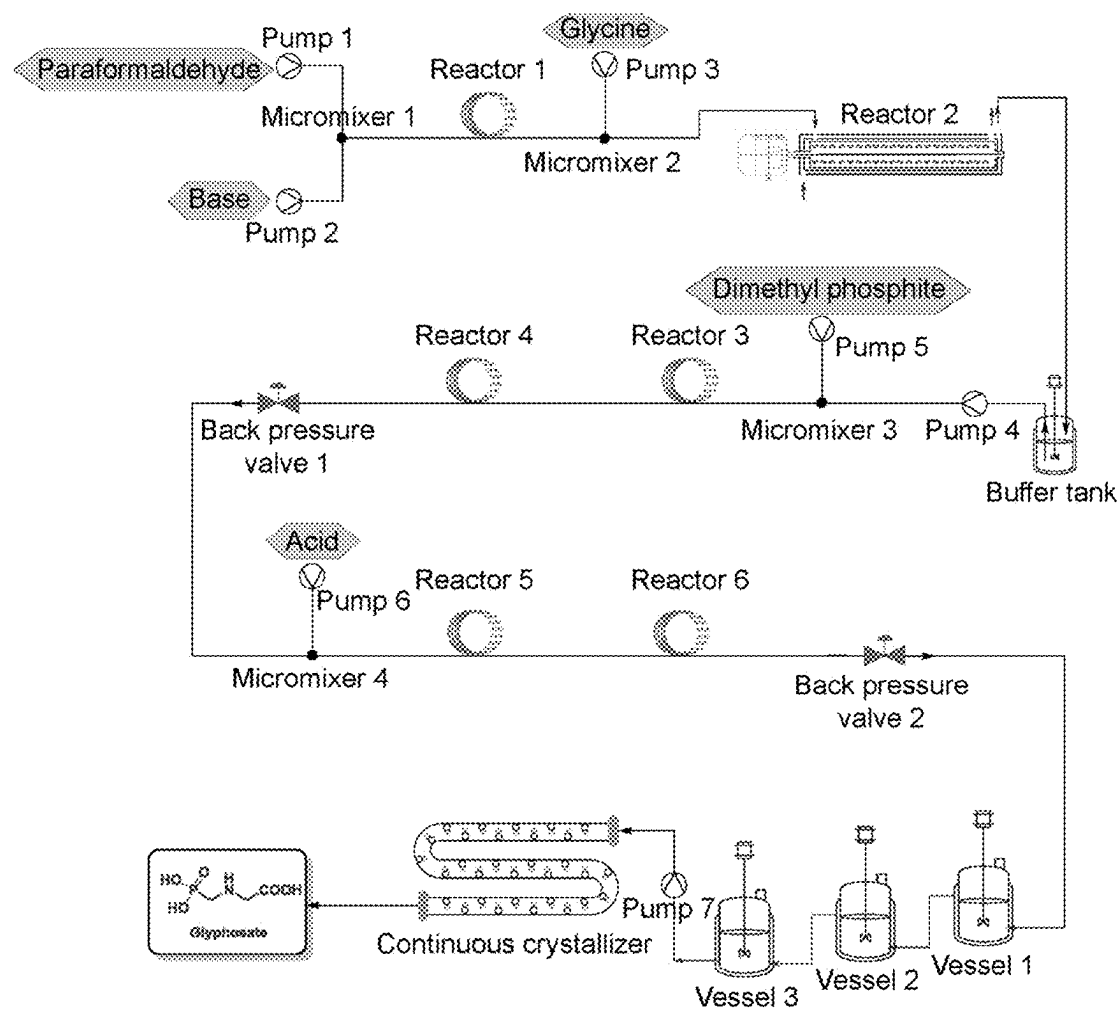 Pump 1
Glycine
Paraformaldehyde
Reactor 1
Pump 3
Micromixer 1
Reactor 2
Micromixer 2
Base
Pump 2
Dimethyl phosphite
Reactor 4
Reactor 3
Pump 5
Back pressure
valve 1
Micromixer 3
Pump 4
Buffer tank
Acid
Pump 6
Reactor 5
Reactor 6
Micromixer 4
Back pressure
valve 2
HO
O
H
P
N
COOH
HO
Glyphosate
Continuous crystallizer
Pump 7
Vessel 3
Vessel 2
Vessel 1